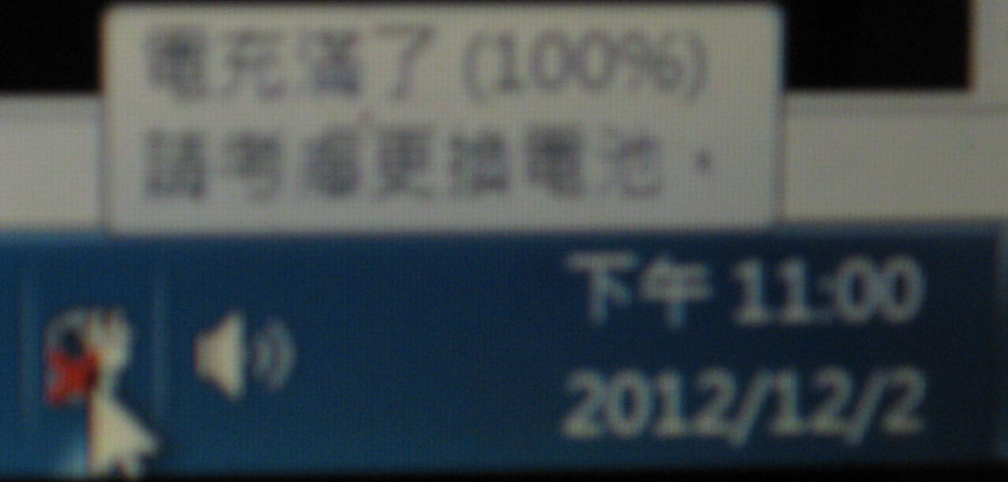 電充滿了 (100%)
請考慮更換電池。
下午 11:00
2012/12/2